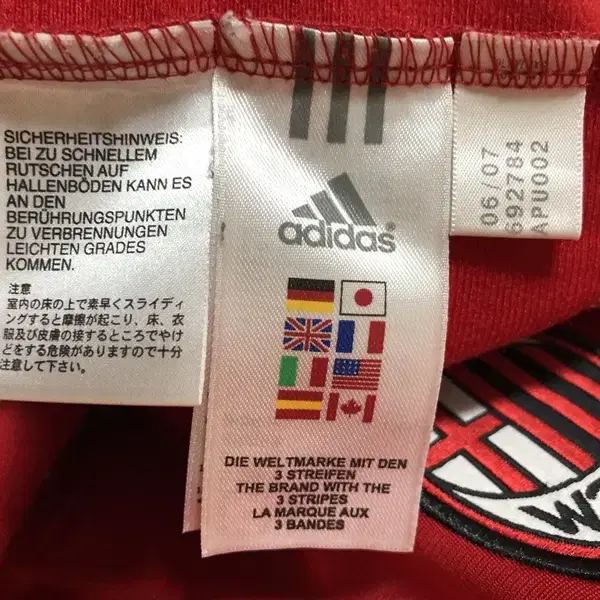 SICHERHEITSHINWEIS:
BEI ZU SCHNELLEM
RUTSCHEN AUF
HALLENBÖDEN KANN ES
AN DEN
BERÜHRUNGSPUNKTEN
ZU VERBRENNUNGEN
LEICHTEN GRADES
KOMMEN.
注意
室内の床の上で素早くスライディ
ングすると摩擦が起こり、床、衣
服及び皮膚の接するところでやけ
どをする危険がありますので十分
注意して下さい。
adidas®
DIE WELTMARKE MIT DEN
3 STREIFEN
THE BRAND WITH THE
3 STRIPES
LA MARQUE AUX
3 BANDES
06/07
692784
APU002